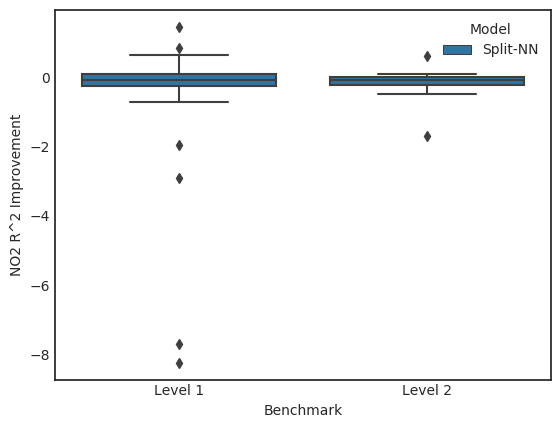 Model
Split-NN
0
−2
−4
−6
−8
NO2 R^2 Improvement
Level 1
Level 2
Benchmark